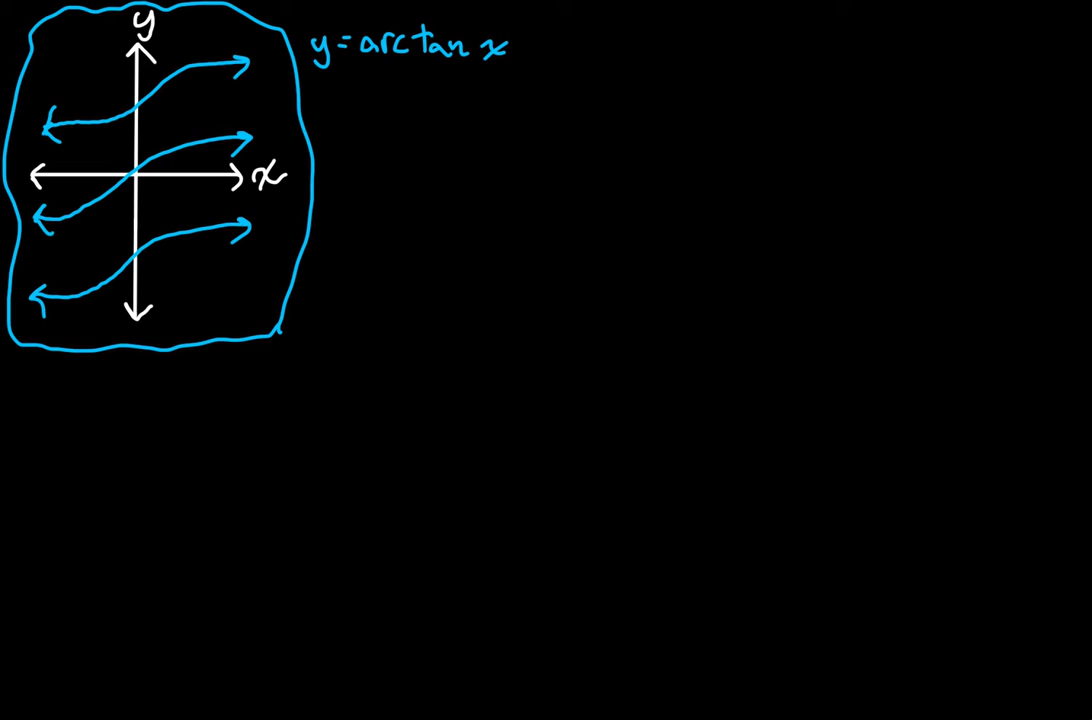 y
y = arctan x
x